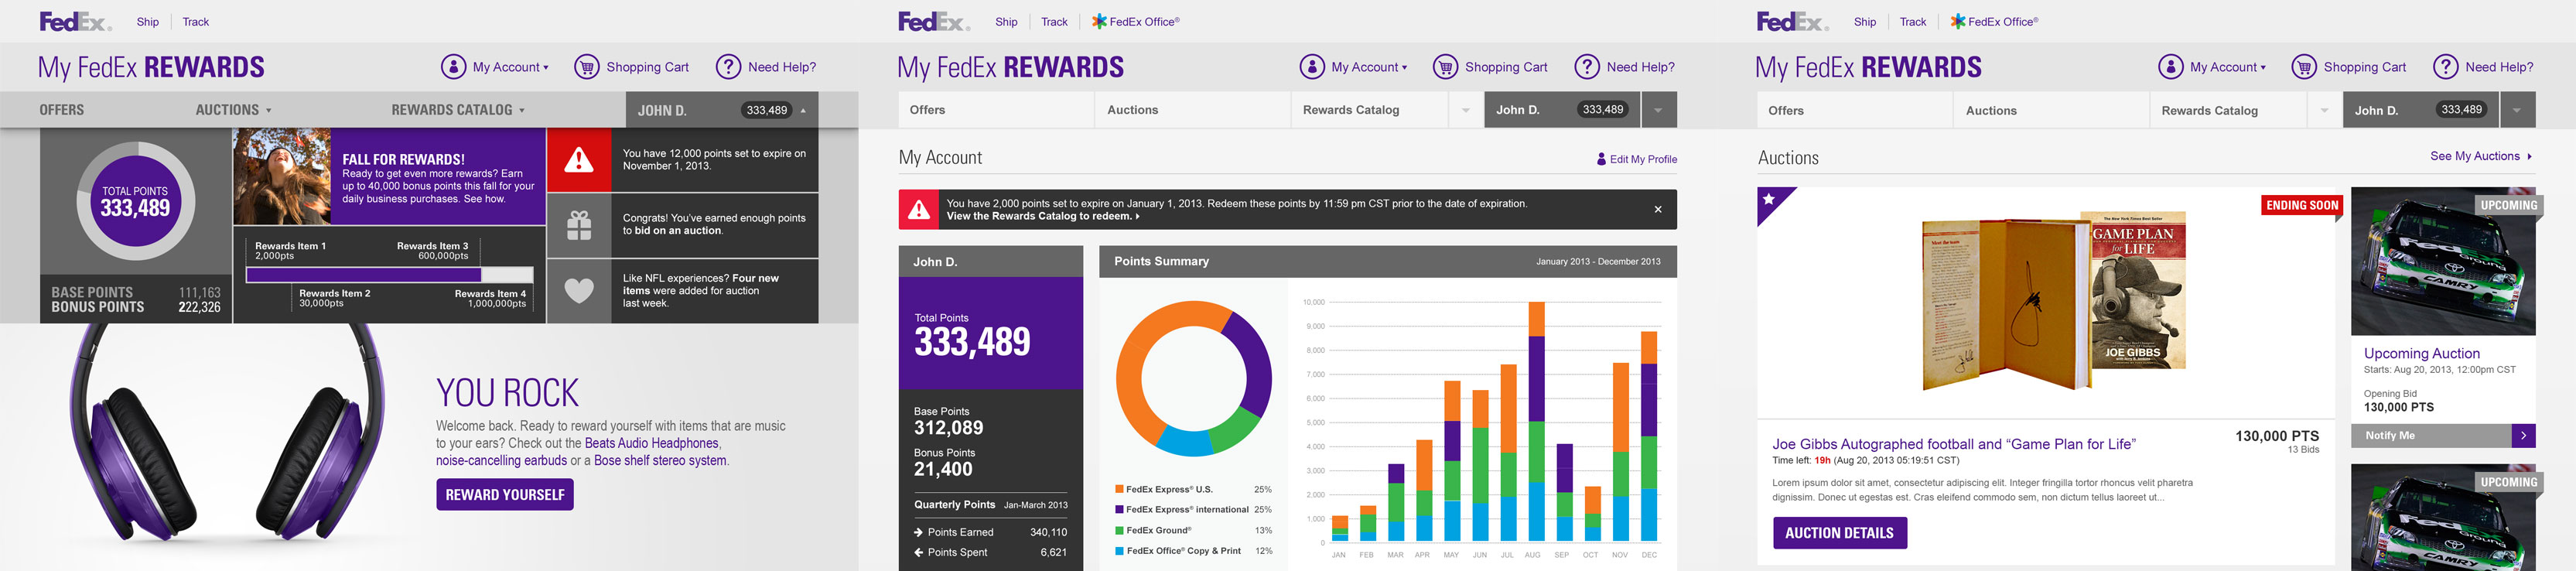 FedEx®
Ship
Track
My FedEx REWARDS
My Account
Shopping Cart
Need Help?
OFFERS
AUCTIONS
REWARDS CATALOG
JOHN D.
333,489
TOTAL POINTS
333,489
BASE POINTS 111,163
BONUS POINTS 222,326
FALL FOR REWARDS!
Ready to get even more rewards? Earn
up to 40,000 bonus points this fall for your
daily business purchases. See how.
Rewards Item 1
2,000pts
Rewards Item 3
600,000pts
Rewards Item 2
30,000pts
Rewards Item 4
1,000,000pts
You have 12,000 points set to expire on
November 1, 2013.
Congrats! You've earned enough points
to bid on an auction.
Like NFL experiences? Four new
items were added for auction
last week.
YOU ROCK
Welcome back. Ready to reward yourself with items that are music
to your ears? Check out the Beats Audio Headphones,
noise-cancelling earbuds or a Bose shelf stereo system.
REWARD YOURSELF
FedEx®
Ship
Track
FedEx Office®
My FedEx REWARDS
My Account
Shopping Cart
Need Help?
Offers
Auctions
Rewards Catalog
John D.
333,489
My Account
Edit My Profile
You have 2,000 points set to expire on January 1, 2013. Redeem these points by 11:59 pm CST prior to the date of expiration.
View the Rewards Catalog to redeem.
John D.
Total Points
333,489
Base Points
312,089
Bonus Points
21,400
Quarterly Points Jan-March 2013
Points Earned 340,110
Points Spent 6,621
Points Summary
January 2013 - December 2013
FedEx Express® U.S. 25%
FedEx Express® international 25%
FedEx Ground® 13%
FedEx Office® Copy & Print 12%
10,000
9,000
8,000
7,000
6,000
5,000
4,000
3,000
2,000
1,000
0
JAN FEB MAR APR MAY JUN JUL AUG SEP OCT NOV DEC
FedEx®
Ship
Track
FedEx Office®
My FedEx REWARDS
My Account
Shopping Cart
Need Help?
Offers
Auctions
Rewards Catalog
John D.
333,489
Auctions
See My Auctions
ENDING SOON
GAME PLAN
for LIFE
JOE GIBBS
Joe Gibbs Autographed football and “Game Plan for Life”
Time left: 19h (Aug 20, 2013 05:19:51 CST)
130,000 PTS
13 Bids
Lorem ipsum dolor sit amet, consectetur adipiscing elit. Integer fringilla tortor rhoncus velit pharetra
dignissim. Donec ut egestas est. Cras eleifend commodo sem, non dictum tellus laoreet ut...
AUCTION DETAILS
UPCOMING
FedEx
Ground
CAMRY
Upcoming Auction
Starts: Aug 20, 2013, 12:00pm CST
Opening Bid
130,000 PTS
Notify Me
UPCOMING
FedEx
Ground